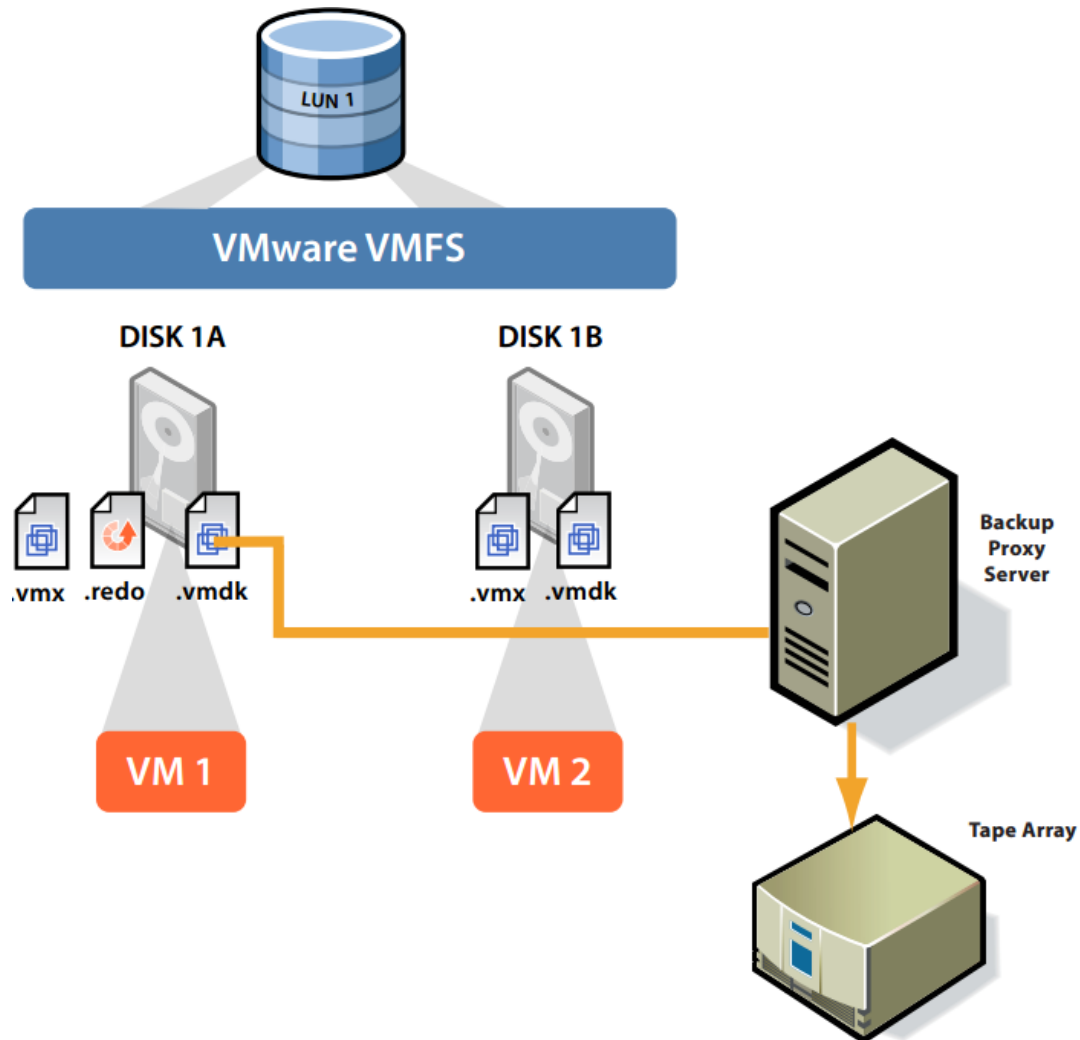 LUN 1
VMware VMFS
DISK 1A
DISK 1B
.vmx
.redo
.vmdk
.vmx
.vmdk
Backup
Proxy
Server
VM 1
VM 2
Tape Array